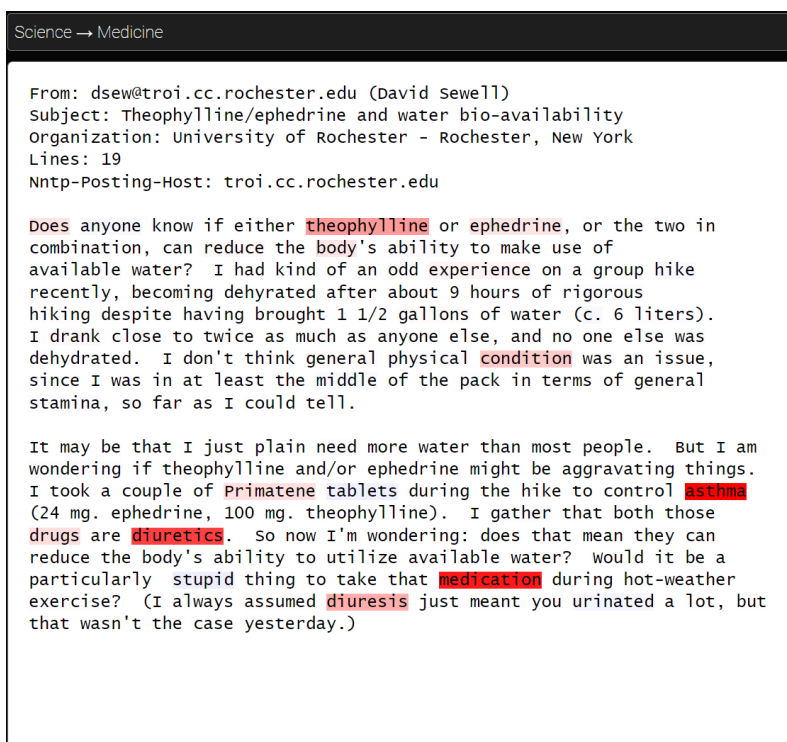 Science → Medicine
From: dsew@troi.cc.rochester.edu (David Sewell)
Subject: Theophylline/ephedrine and water bio-availability
Organization: University of Rochester - Rochester, New York
Lines: 19
Nntp-Posting-Host: troi.cc.rochester.edu
Does anyone know if either theophylline or ephedrine, or the two in
combination, can reduce the body's ability to make use of
available water?  I had kind of an odd experience on a group hike
recently, becoming dehyrated after about 9 hours of rigorous
hiking despite having brought 1 1/2 gallons of water (c. 6 liters).
I drank close to twice as much as anyone else, and no one else was
dehydrated.  I don't think general physical condition was an issue,
since I was in at least the middle of the pack in terms of general
stamina, so far as I could tell.
It may be that I just plain need more water than most people.  But I am
wondering if theophylline and/or ephedrine might be aggravating things.
I took a couple of Primatene tablets during the hike to control asthma
(24 mg. ephedrine, 100 mg. theophylline).  I gather that both those
drugs are diuretics.  So now I'm wondering: does that mean they can
reduce the body's ability to utilize available water?  Would it be a
particularly  stupid thing to take that medication during hot-weather
exercise?  (I always assumed diuresis just meant you urinated a lot, but
that wasn't the case yesterday.)